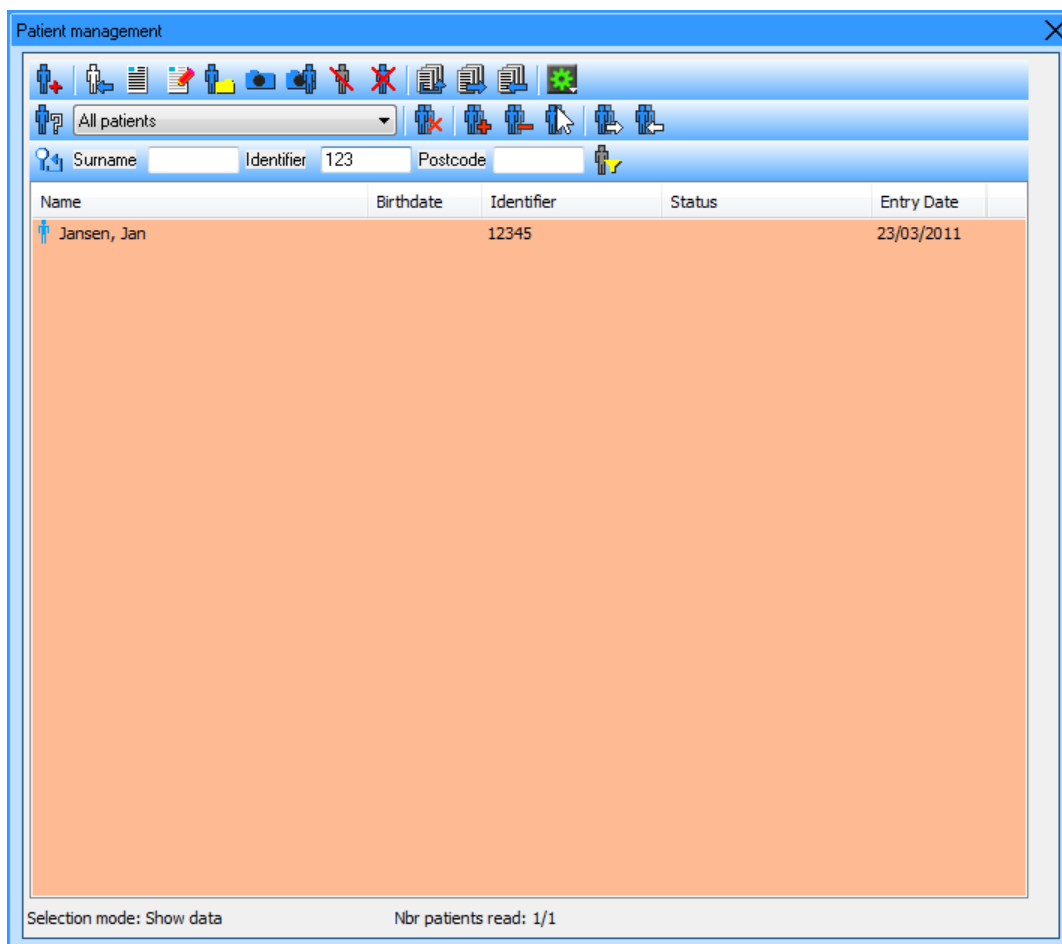 Patient management
All patients
Surname Identifier 123 Postcode
Name Birthdate Identifier Status Entry Date
Jansen, Jan 12345 23/03/2011
Selection mode: Show data Nbr patients read: 1/1